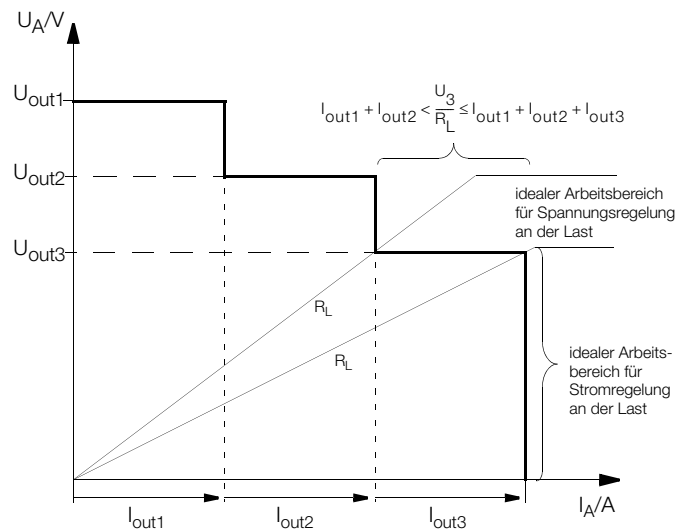 U_A/V
U_out1
U_out2
U_out3
I_out1 + I_out2 < U_3/R_L ≤ I_out1 + I_out2 + I_out3
idealer Arbeitsbereich
für Spannungsregelung
an der Last
R_L
R_L
idealer Arbeits-
bereich für
Stromregelung
an der Last
I_out1
I_out2
I_out3
I_A/A